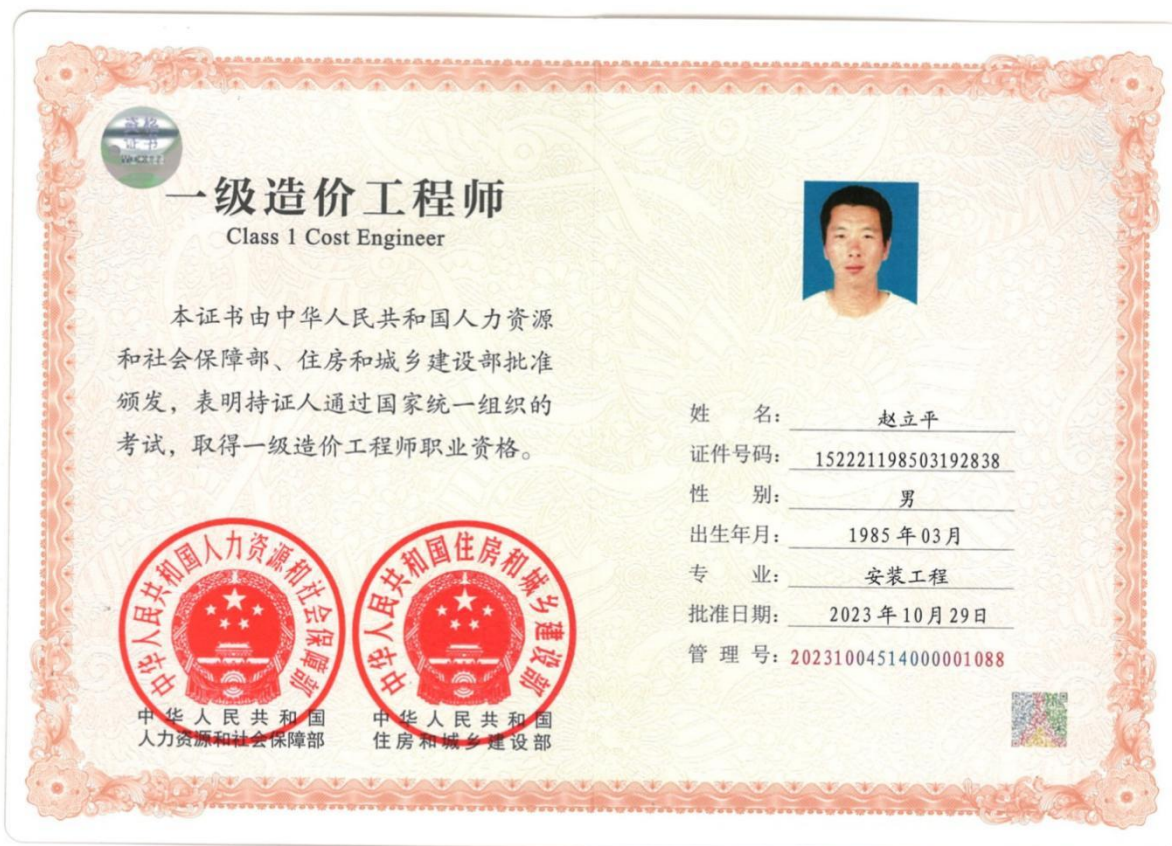 资格
证书
一级造价工程师
Class 1 Cost Engineer
本证书由中华人民共和国人力资源
和社会保障部、住房和城乡建设部批准
颁发，表明持证人通过国家统一组织的
考试，取得一级造价工程师职业资格。
中华人民共和国人力资源和社会保障部
中华人民共和国住房和城乡建设部
中华人民共和国
人力资源和社会保障部
中华人民共和国
住房和城乡建设部
姓 名：赵立平
证件号码：152221198503192838
性 别：男
出生年月：1985年03月
专 业：安装工程
批准日期：2023年10月29日
管 理 号：20231004514000001088